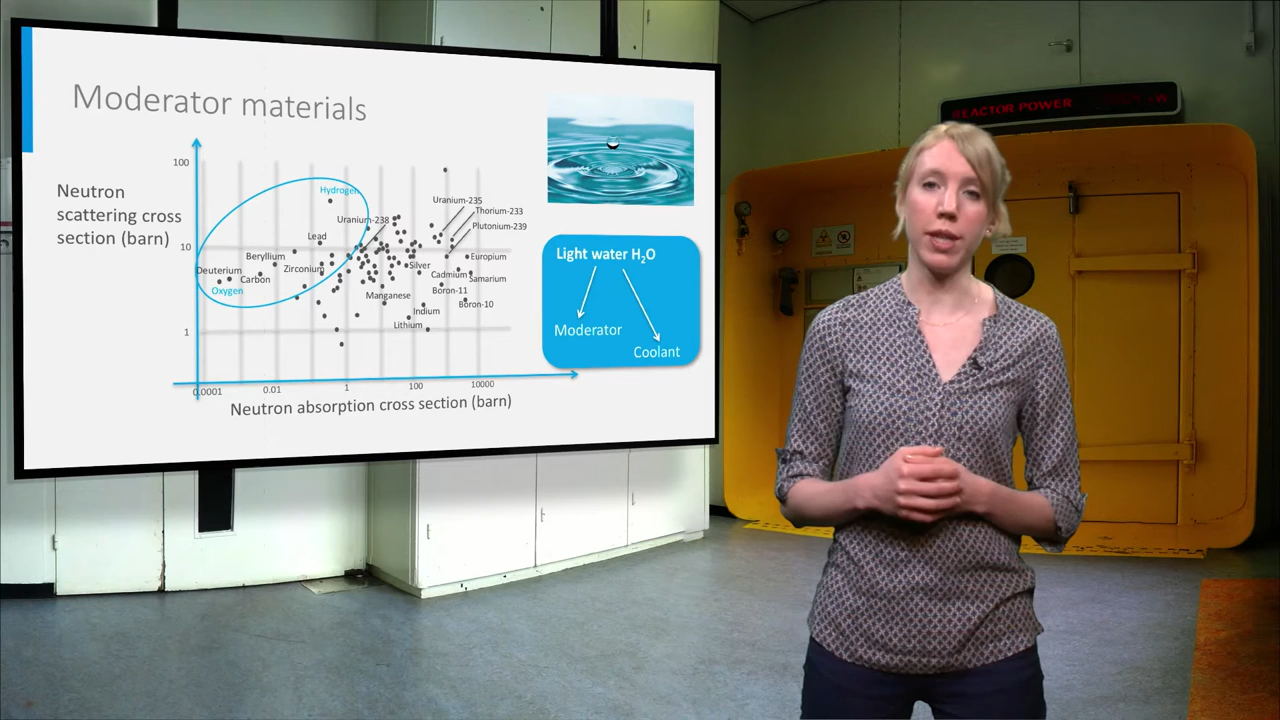 Moderator materials
Neutron
scattering cross
section (barn)
100
10
1
Hydrogen
Uranium-238
Lead
Beryllium
Deuterium
Carbon
Zirconium
Oxygen
Uranium-235
Thorium-233
Plutonium-239
Europium
Silver
Cadmium
Samarium
Boron-11
Manganese
Boron-10
Indium
Lithium
0.0001
0.01
1
100
10000
Neutron absorption cross section (barn)
Light water H₂O
Moderator
Coolant
REACTOR POWER